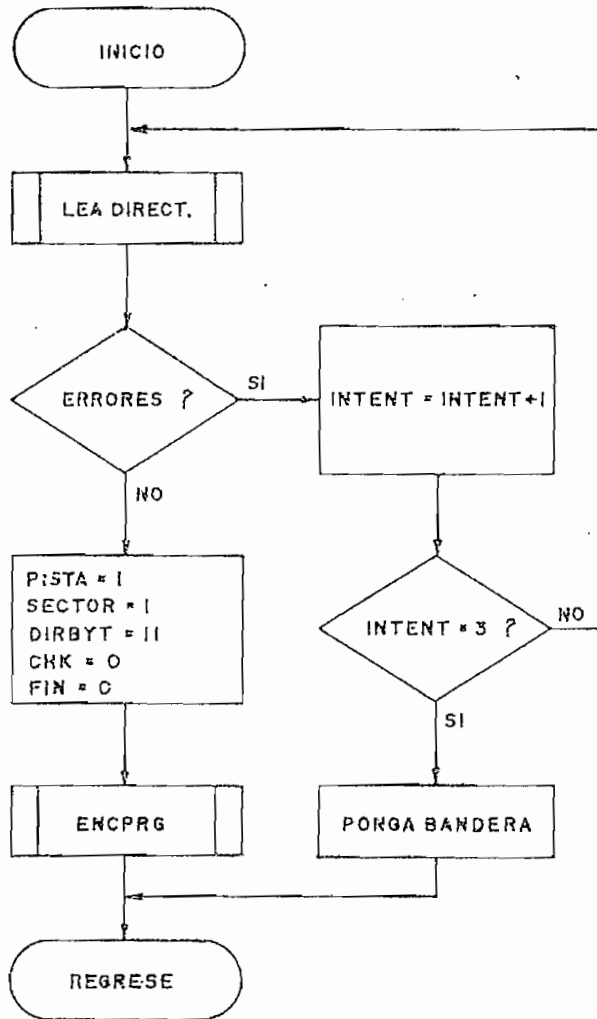 INICIO
LEA DIRECT.
ERRORES ?
SI
INTENT = INTENT+1
NO
PISTA = 1
SECTOR = 1
DIRBYT = 11
CHK = 0
FIN = 0
INTENT = 3 ?
NO
SI
ENCPRG
PONGA BANDERA
REGRESE